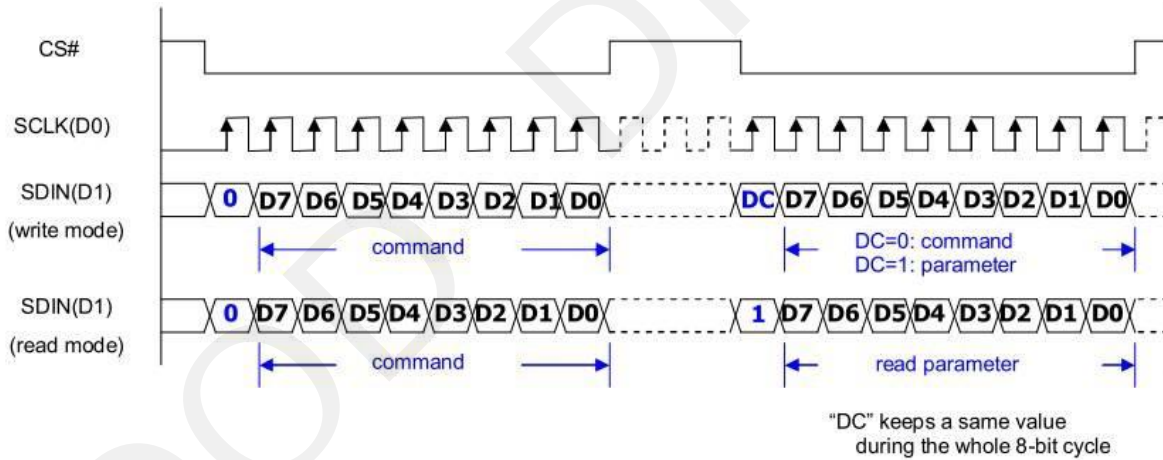 CS#
SCLK(D0)
SDIN(D1)
(write mode)
0 D7 D6 D5 D4 D3 D2 D1 D0
DC D7 D6 D5 D4 D3 D2 D1 D0
command
DC=0: command
DC=1: parameter
SDIN(D1)
(read mode)
0 D7 D6 D5 D4 D3 D2 D1 D0
1 D7 D6 D5 D4 D3 D2 D1 D0
command
read parameter
"DC" keeps a same value
during the whole 8-bit cycle